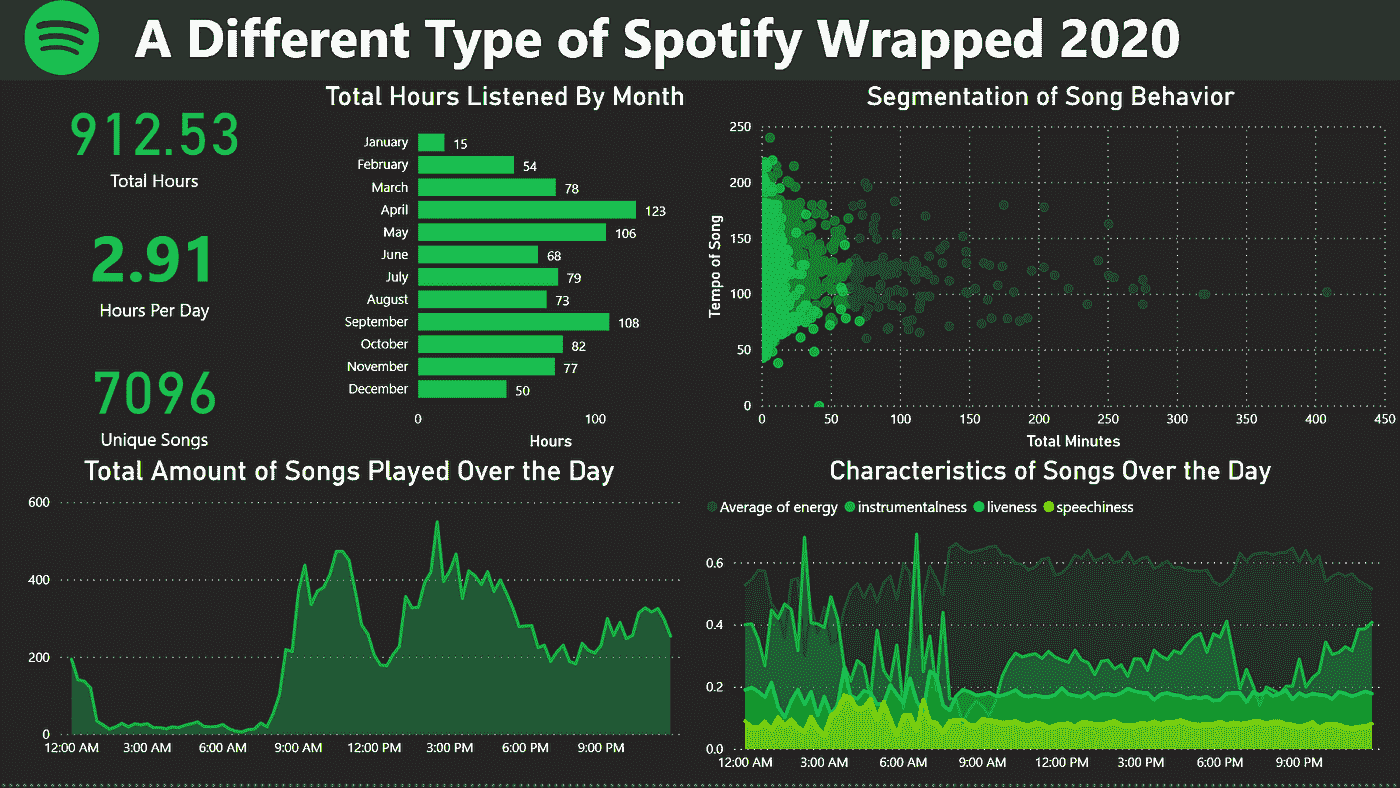 A Different Type of Spotify Wrapped 2020
912.53
Total Hours
2.91
Hours Per Day
7096
Unique Songs
Total Hours Listened By Month
January 15
February 54
March 78
April 123
May 106
June 68
July 79
August 73
September 108
October 82
November 77
December 50
0 100
Hours
Segmentation of Song Behavior
Tempo of Song
250
200
150
100
50
0
0 50 100 150 200 250 300 350 400 450
Total Minutes
Total Amount of Songs Played Over the Day
600
400
200
0
12:00 AM 3:00 AM 6:00 AM 9:00 AM 12:00 PM 3:00 PM 6:00 PM 9:00 PM
Characteristics of Songs Over the Day
Average of energy instrumentalness liveness speechiness
0.6
0.4
0.2
0.0
12:00 AM 3:00 AM 6:00 AM 9:00 AM 12:00 PM 3:00 PM 6:00 PM 9:00 PM